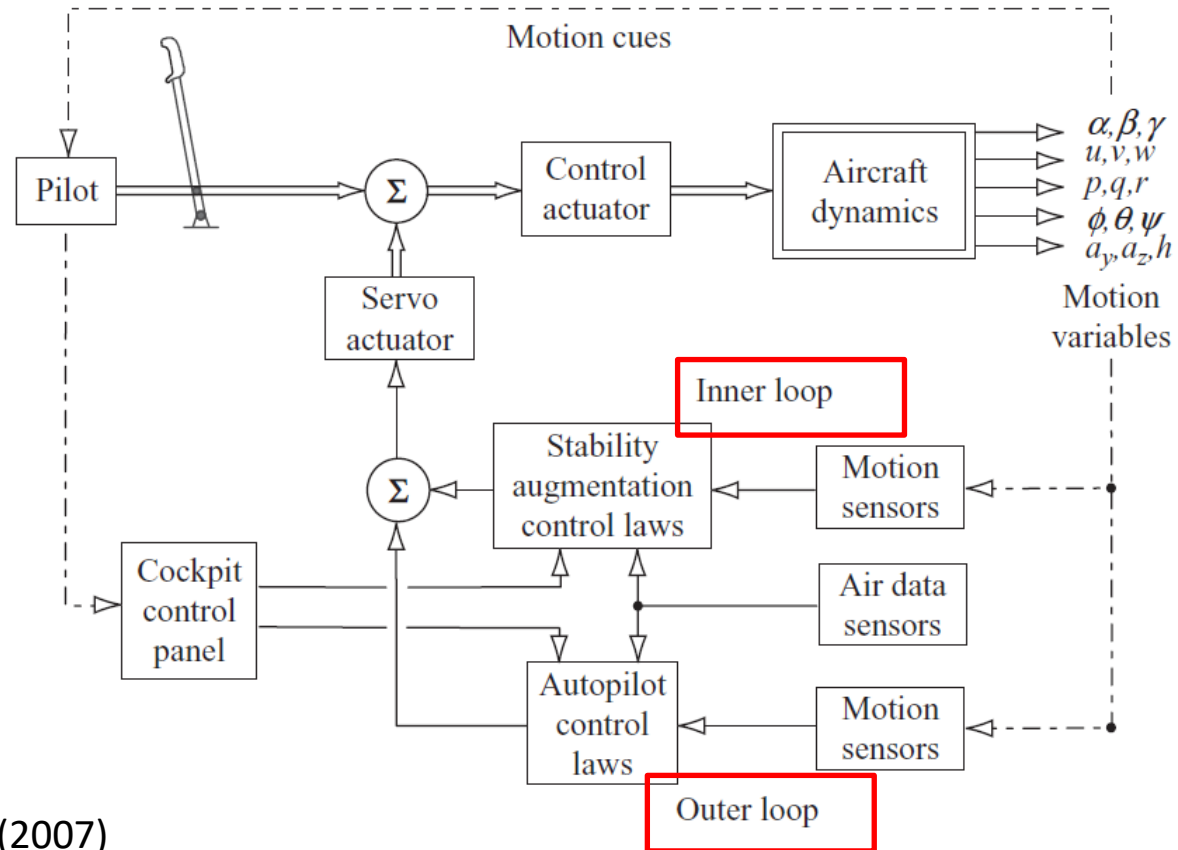 Motion cues
Pilot
Σ
Control
actuator
Aircraft
dynamics
α,β,γ
u,v,w
p,q,r
ϕ,θ,ψ
a_y,a_z,h
Motion
variables
Servo
actuator
Inner loop
Stability
augmentation
control laws
Motion
sensors
Σ
Cockpit
control
panel
Air data
sensors
Autopilot
control
laws
Motion
sensors
Outer loop
(2007)